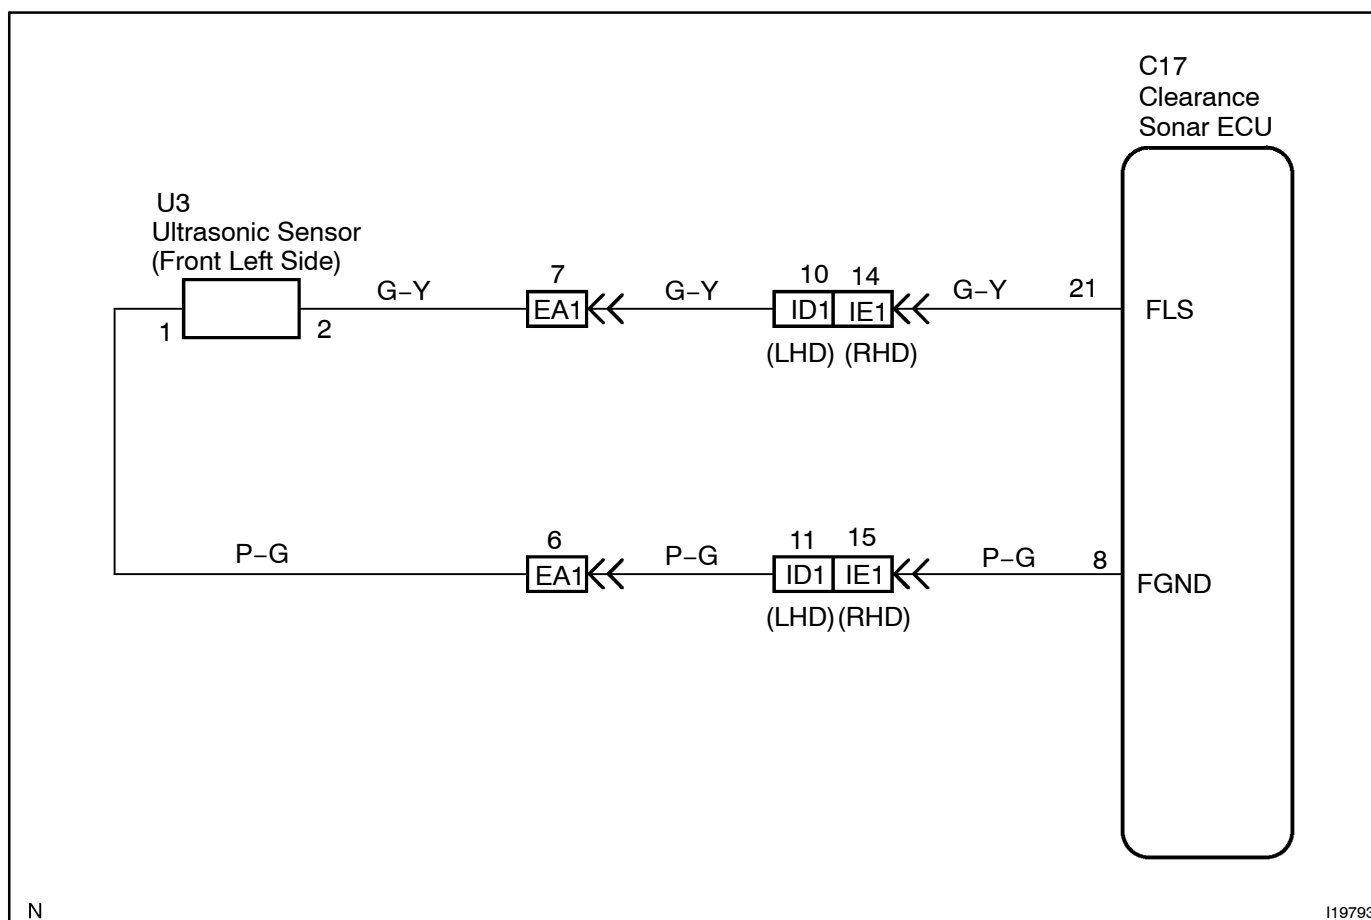 C17
Clearance
Sonar ECU
U3
Ultrasonic Sensor
(Front Left Side)
1
2
G−Y
7
EA1
G−Y
10 14
ID1 IE1
(LHD) (RHD)
G−Y
21
FLS
P−G
6
EA1
P−G
11 15
ID1 IE1
(LHD) (RHD)
P−G
8
FGND
N
I19793